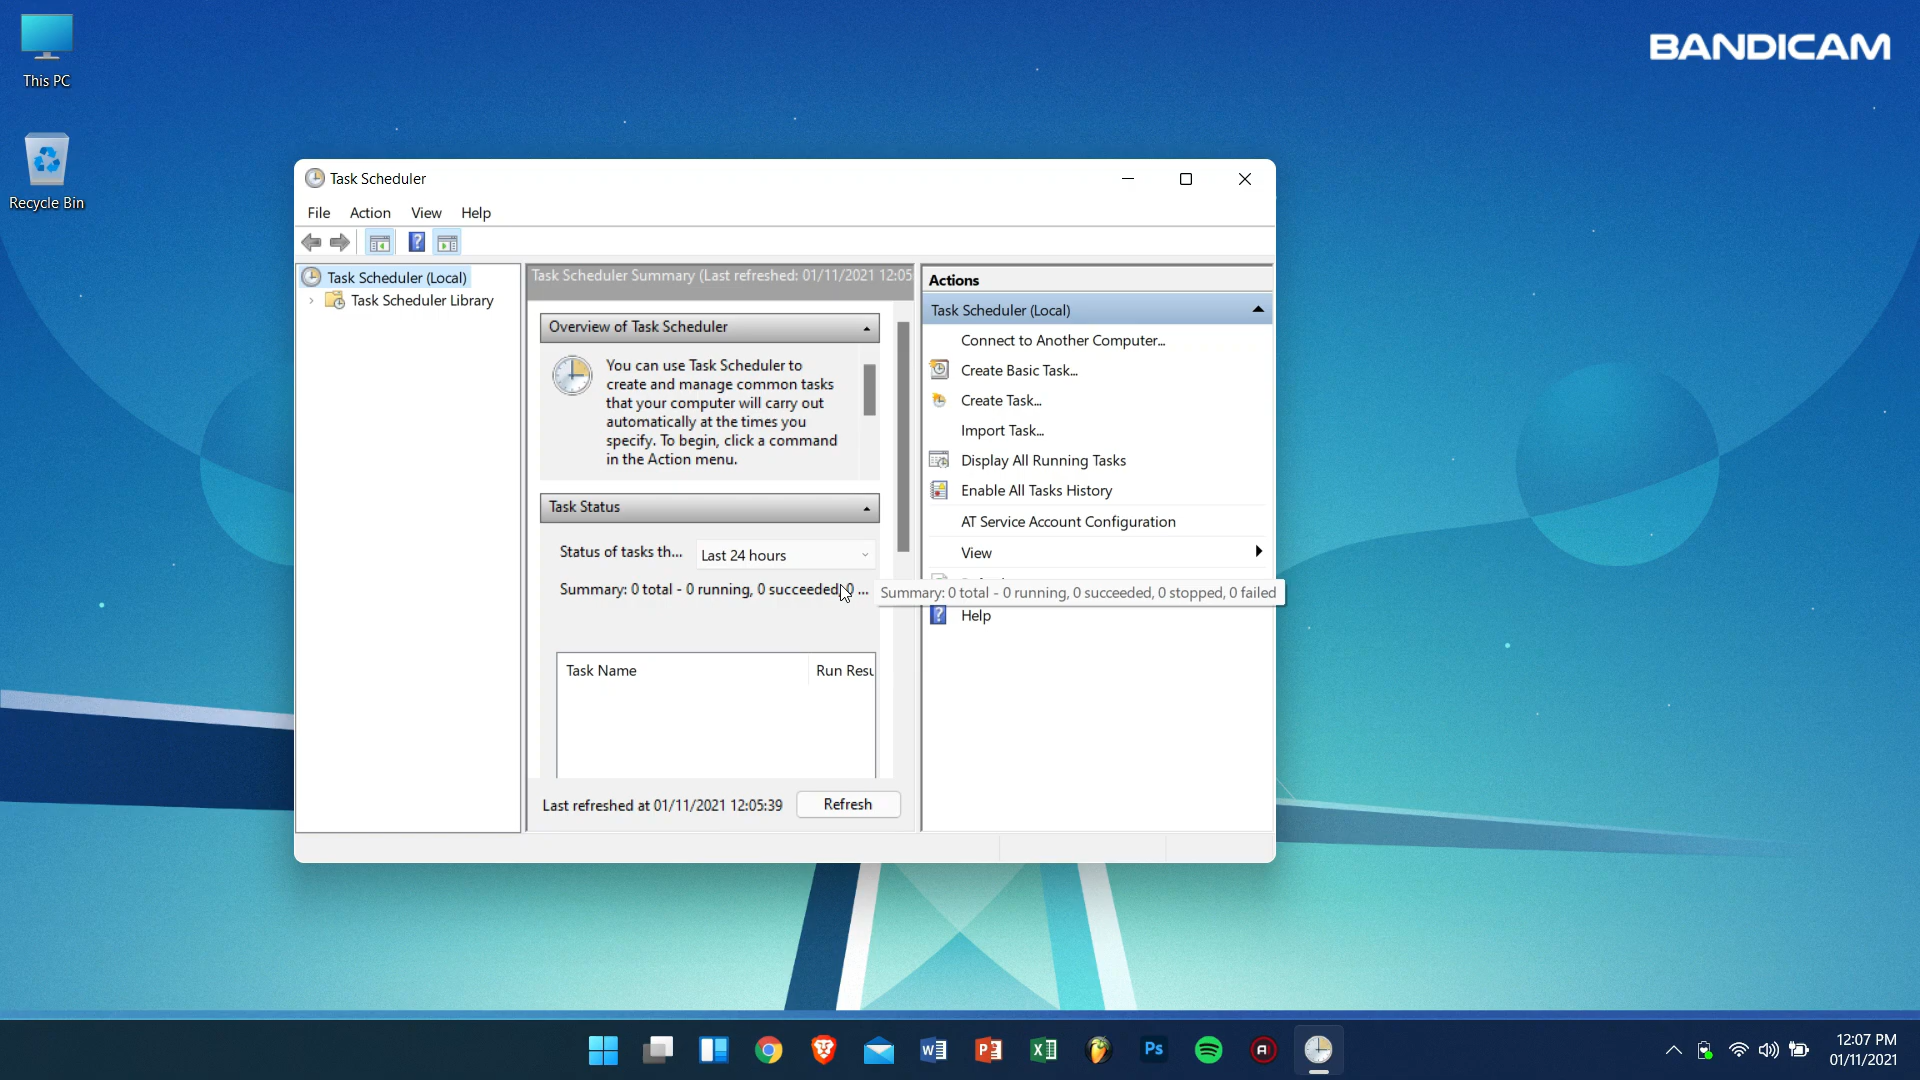 This PC
Recycle Bin
BANDICAM
Task Scheduler
File Action View Help
Task Scheduler (Local)
Task Scheduler Library
Task Scheduler Summary (Last refreshed: 01/11/2021 12:05
Overview of Task Scheduler
You can use Task Scheduler to
create and manage common tasks
that your computer will carry out
automatically at the times you
specify. To begin, click a command
in the Action menu.
Task Status
Status of tasks th... Last 24 hours
Summary: 0 total - 0 running, 0 succeeded, 0 ...
Summary: 0 total - 0 running, 0 succeeded, 0 stopped, 0 failed
Task Name Run Resu
Last refreshed at 01/11/2021 12:05:39 Refresh
Actions
Task Scheduler (Local)
Connect to Another Computer...
Create Basic Task...
Create Task...
Import Task...
Display All Running Tasks
Enable All Tasks History
AT Service Account Configuration
View
Help
Ps
12:07 PM
01/11/2021